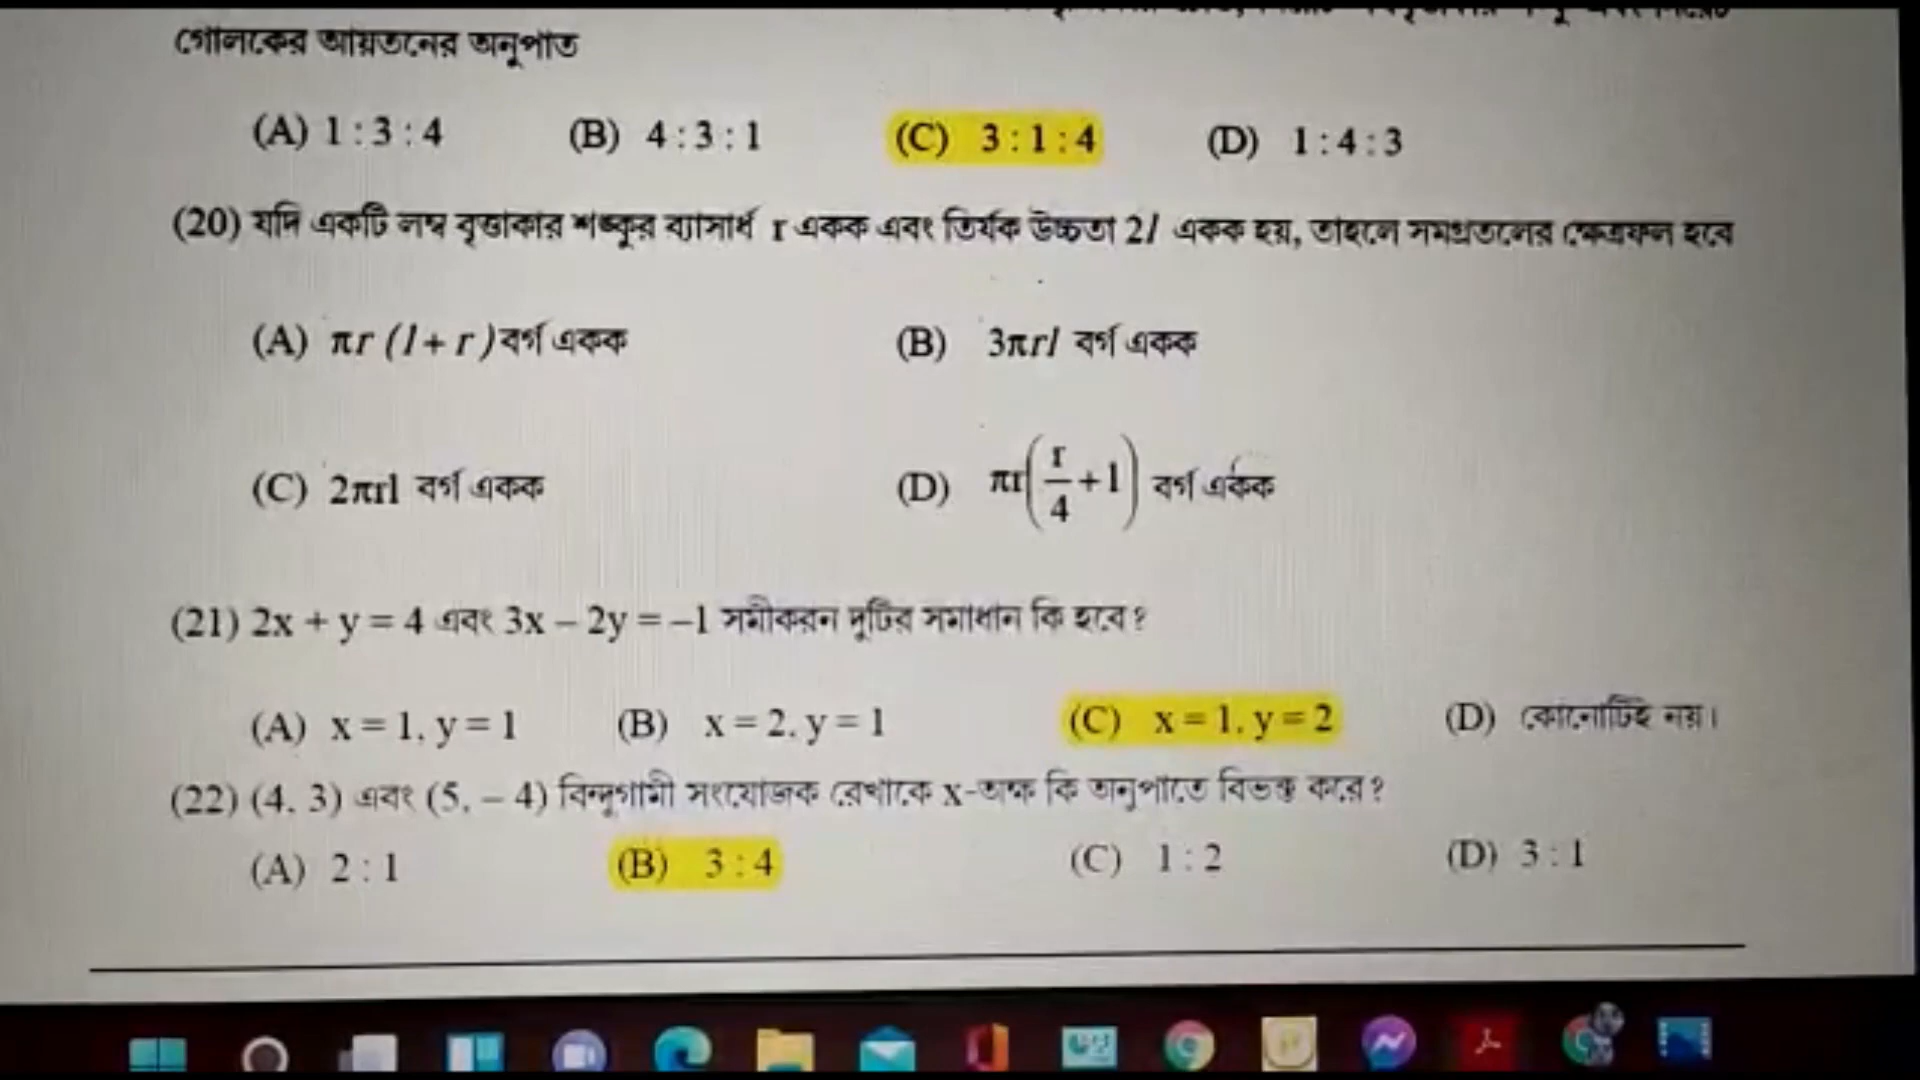 গোলকের আয়তনের অনুপাত
(A) 1 : 3 : 4 (B) 4 : 3 : 1 (C) 3 : 1 : 4 (D) 1 : 4 : 3
(20) যদি একটি লম্ব বৃত্তাকার শঙ্কুর ব্যাসার্ধ r একক এবং তির্যক উচ্চতা 2l একক হয়, তাহলে সমগ্রতলের ক্ষেত্রফল হবে
(A) πr (l + r ) বর্গ একক (B) 3πrl বর্গ একক
(C) 2πrl বর্গ একক (D) πr(r/4 + 1) বর্গ একক
(21) 2x + y = 4 এবং 3x – 2y = –1 সমীকরন দুটির সমাধান কি হবে?
(A) x = 1, y = 1 (B) x = 2, y = 1 (C) x = 1, y = 2 (D) কোনোটিই নয়।
(22) (4, 3) এবং (5, – 4) বিন্দুগামী সংযোজক রেখাকে x-অক্ষ কি অনুপাতে বিভক্ত করে?
(A) 2 : 1 (B) 3 : 4 (C) 1 : 2 (D) 3 : 1